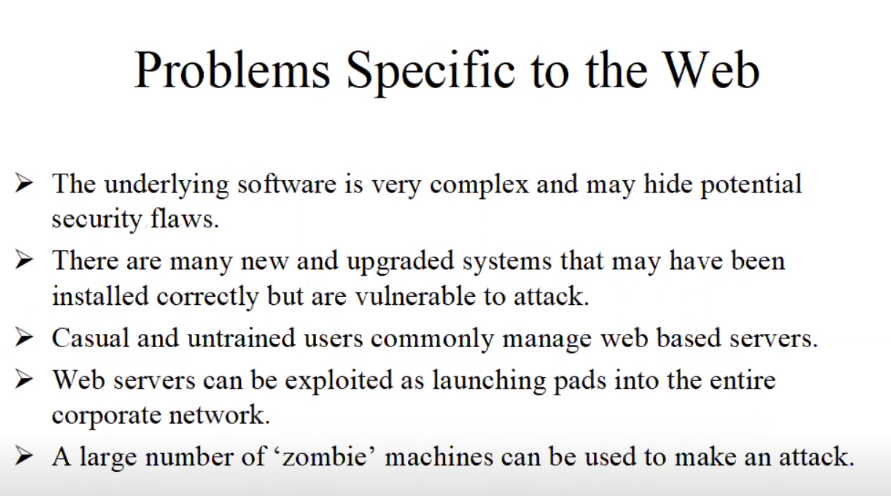 Problems Specific to the Web
➢ The underlying software is very complex and may hide potential
security flaws.
➢ There are many new and upgraded systems that may have been
installed correctly but are vulnerable to attack.
➢ Casual and untrained users commonly manage web based servers.
➢ Web servers can be exploited as launching pads into the entire
corporate network.
➢ A large number of ‘zombie’ machines can be used to make an attack.